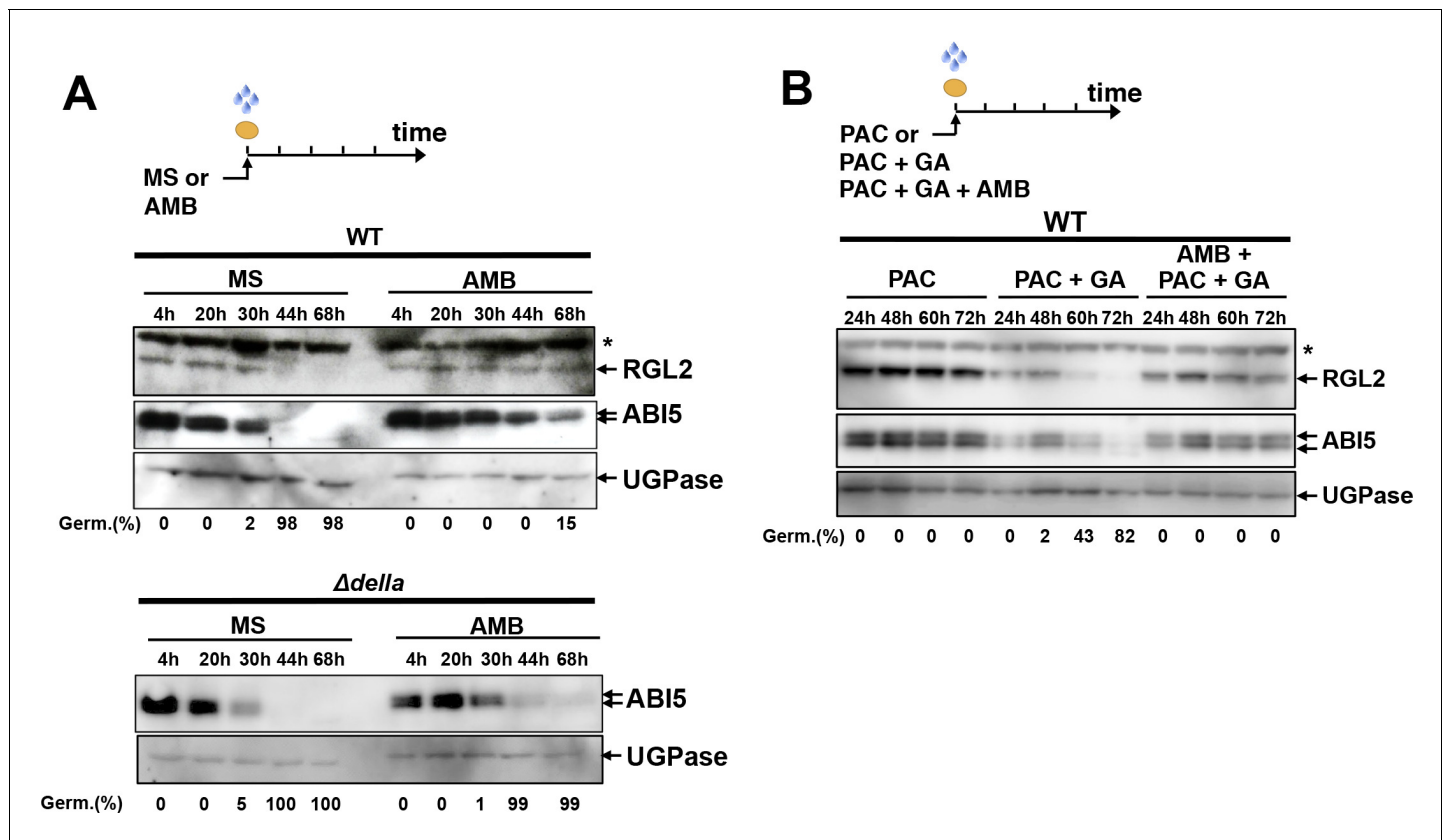 A
time
MS or
AMB
WT
MS AMB
4h 20h 30h 44h 68h 4h 20h 30h 44h 68h
*
RGL2
ABI5
UGPase
Germ.(%) 0 0 2 98 98 0 0 0 0 15
Δdella
MS AMB
4h 20h 30h 44h 68h 4h 20h 30h 44h 68h
ABI5
UGPase
Germ.(%) 0 0 5 100 100 0 0 1 99 99
B
time
PAC or
PAC + GA
PAC + GA + AMB
WT
PAC PAC + GA AMB +
PAC + GA
24h 48h 60h 72h 24h 48h 60h 72h 24h 48h 60h 72h
*
RGL2
ABI5
UGPase
Germ.(%) 0 0 0 0 0 2 43 82 0 0 0 0